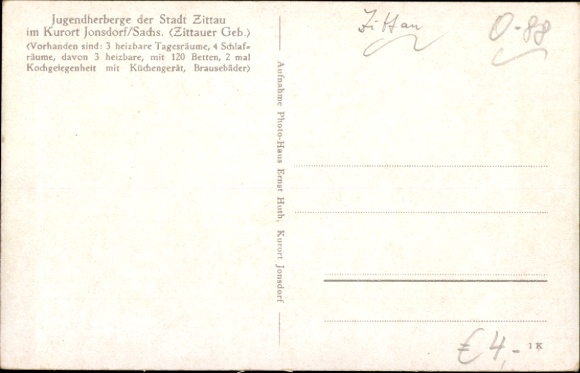 Jugendherberge der Stadt Zittau
im Kurort Jonsdorf/Sachs. (Zittauer Geb.)
(Vorhanden sind: 3 heizbare Tagesräume, 4 Schlaf-
räume, davon 3 heizbare, mit 120 Betten, 2 mal
Kochgelegenheit mit Küchengerät, Brausebäder)
Zittau
O-88
Aufnahme Photo-Haus Ernst Huth, Kurort Jonsdorf
€ 4,-
1K